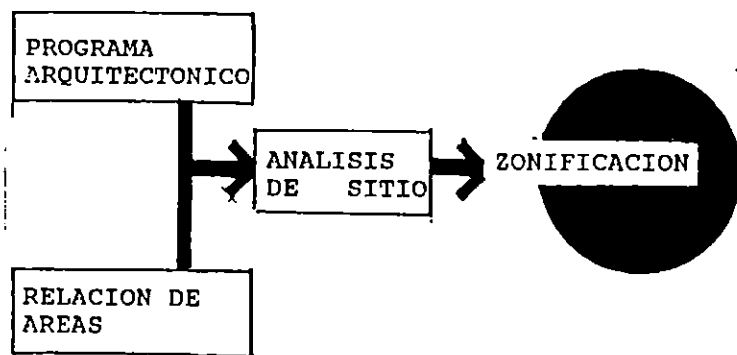 PROGRAMA
ARQUITECTONICO
ANALISIS
DE SITIO
ZONIFICACION
RELACION DE
AREAS